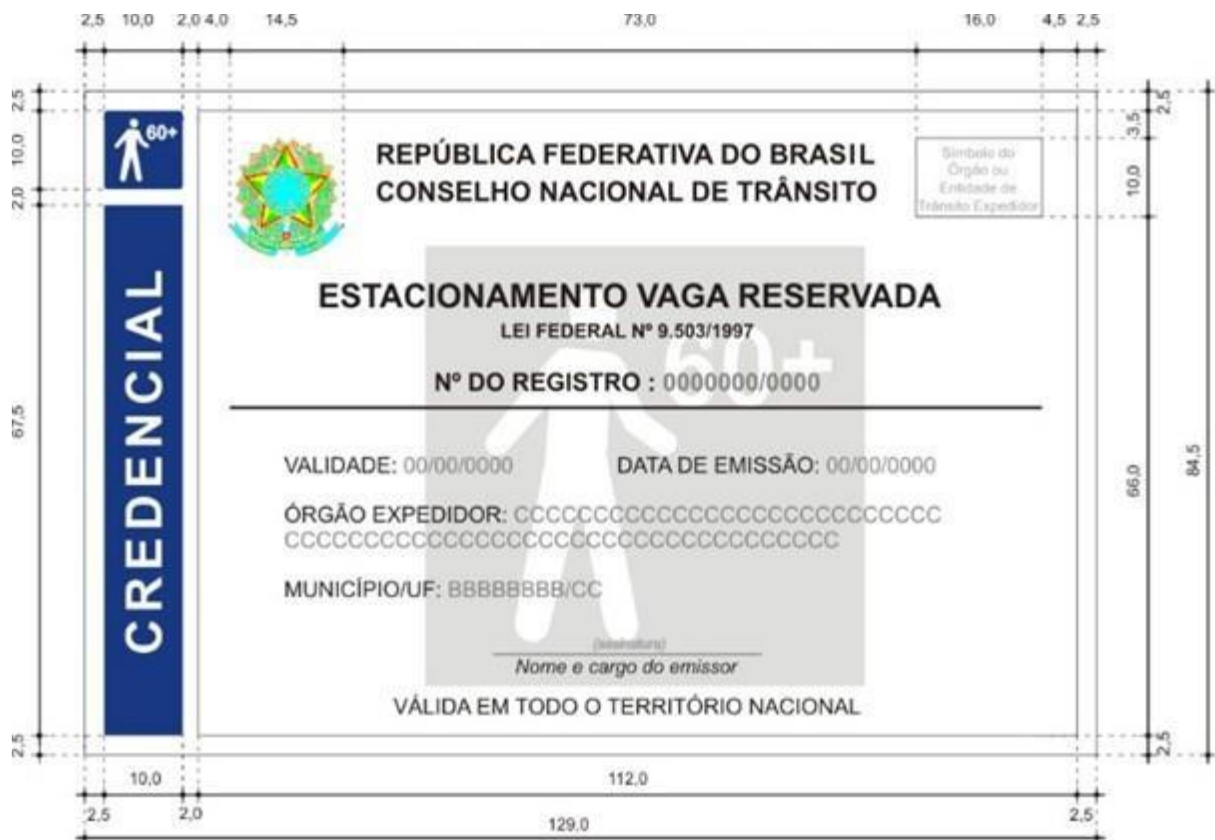 2,5 10,0 2,0 4,0 14,5 73,0 16,0 4,5 2,5
2,5
10,0
2,0
67,5
2,5
60+
CREDENCIAL
REPÚBLICA FEDERATIVA DO BRASIL
CONSELHO NACIONAL DE TRÂNSITO
Símbolo do
Órgão ou
Entidade de
Trânsito Expedidor
ESTACIONAMENTO VAGA RESERVADA
LEI FEDERAL Nº 9.503/1997
60+
Nº DO REGISTRO : 0000000/0000
VALIDADE: 00/00/0000 DATA DE EMISSÃO: 00/00/0000
ÓRGÃO EXPEDIDOR: CCCCCCCCCCCCCCCCCCCCCCCCCCC
CCCCCCCCCCCCCCCCCCCCCCCCCCCCCCCCCCC
MUNICÍPIO/UF: BBBBBBBB/CC
(assinatura)
Nome e cargo do emissor
VÁLIDA EM TODO O TERRITÓRIO NACIONAL
2,5
3,5
10,0
66,0
2,5
84,5
10,0 112,0
2,5 2,0 2,5
129,0